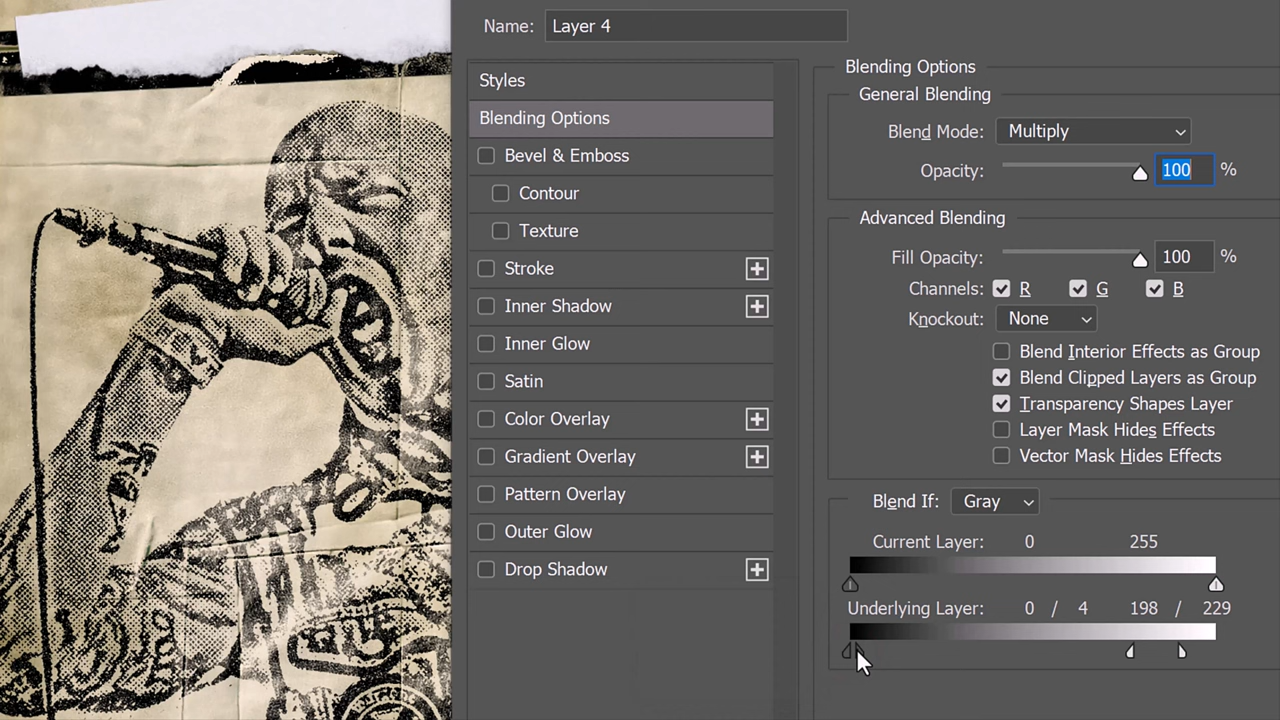 Name: Layer 4
Styles
Blending Options
Bevel & Emboss
Contour
Texture
Stroke
Inner Shadow
Inner Glow
Satin
Color Overlay
Gradient Overlay
Pattern Overlay
Outer Glow
Drop Shadow
Blending Options
General Blending
Blend Mode: Multiply
Opacity: 100 %
Advanced Blending
Fill Opacity: 100 %
Channels: R G B
Knockout: None
Blend Interior Effects as Group
Blend Clipped Layers as Group
Transparency Shapes Layer
Layer Mask Hides Effects
Vector Mask Hides Effects
Blend If: Gray
Current Layer: 0 255
Underlying Layer: 0 / 4 198 / 229